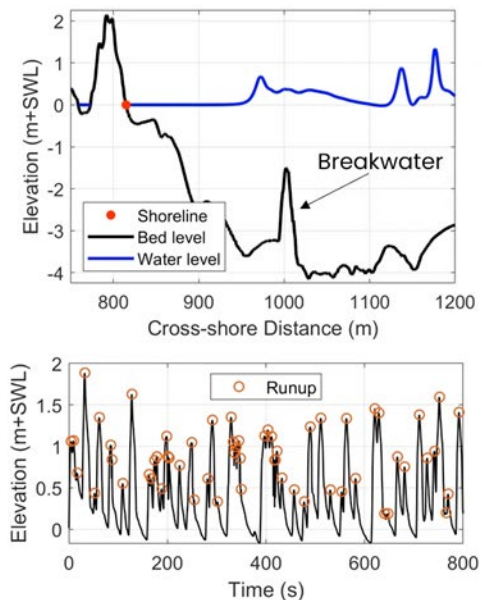 2
1
0
-1
-2
-3
-4
Elevation (m+SWL)
Breakwater
Shoreline
Bed level
Water level
800
900
1000
1100
1200
Cross-shore Distance (m)
2
1.5
1
0.5
0
Elevation (m+SWL)
Runup
0
200
400
600
800
Time (s)